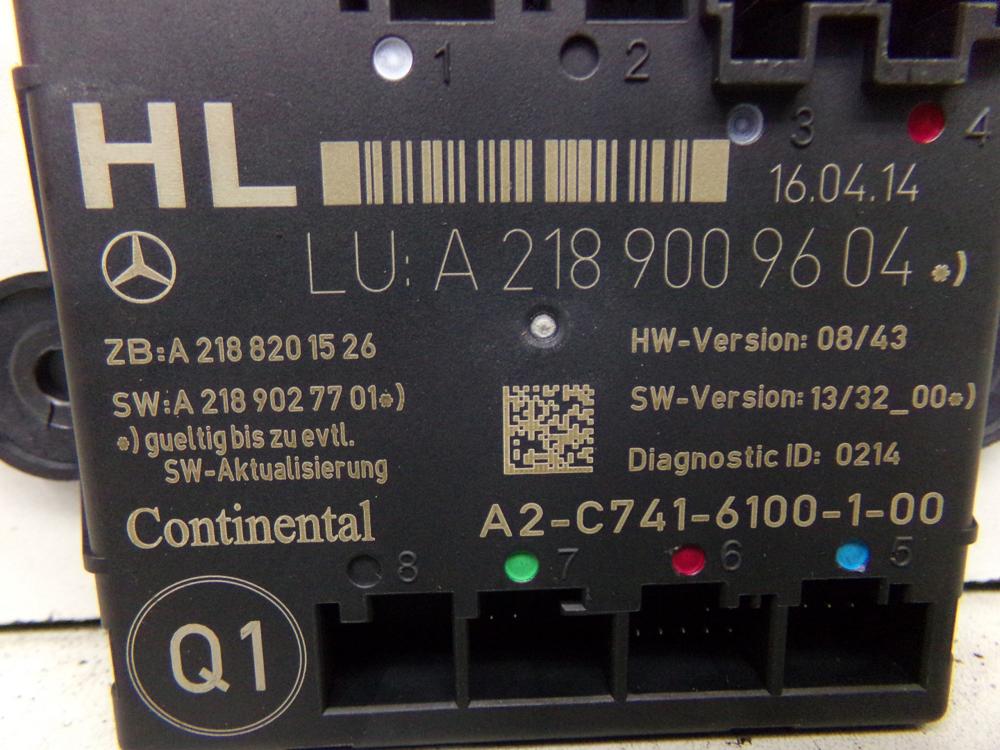 1 2
3 4
HL
16.04.14
LU: A 218 900 96 04 *)
ZB: A 218 820 15 26
HW-Version: 08/43
SW: A 218 902 77 01 *)
SW-Version: 13/32_00 *)
*) gueltig bis zu evtl.
SW-Aktualisierung
Diagnostic ID: 0214
Continental
A2-C741-6100-1-00
8 7 6 5
Q1